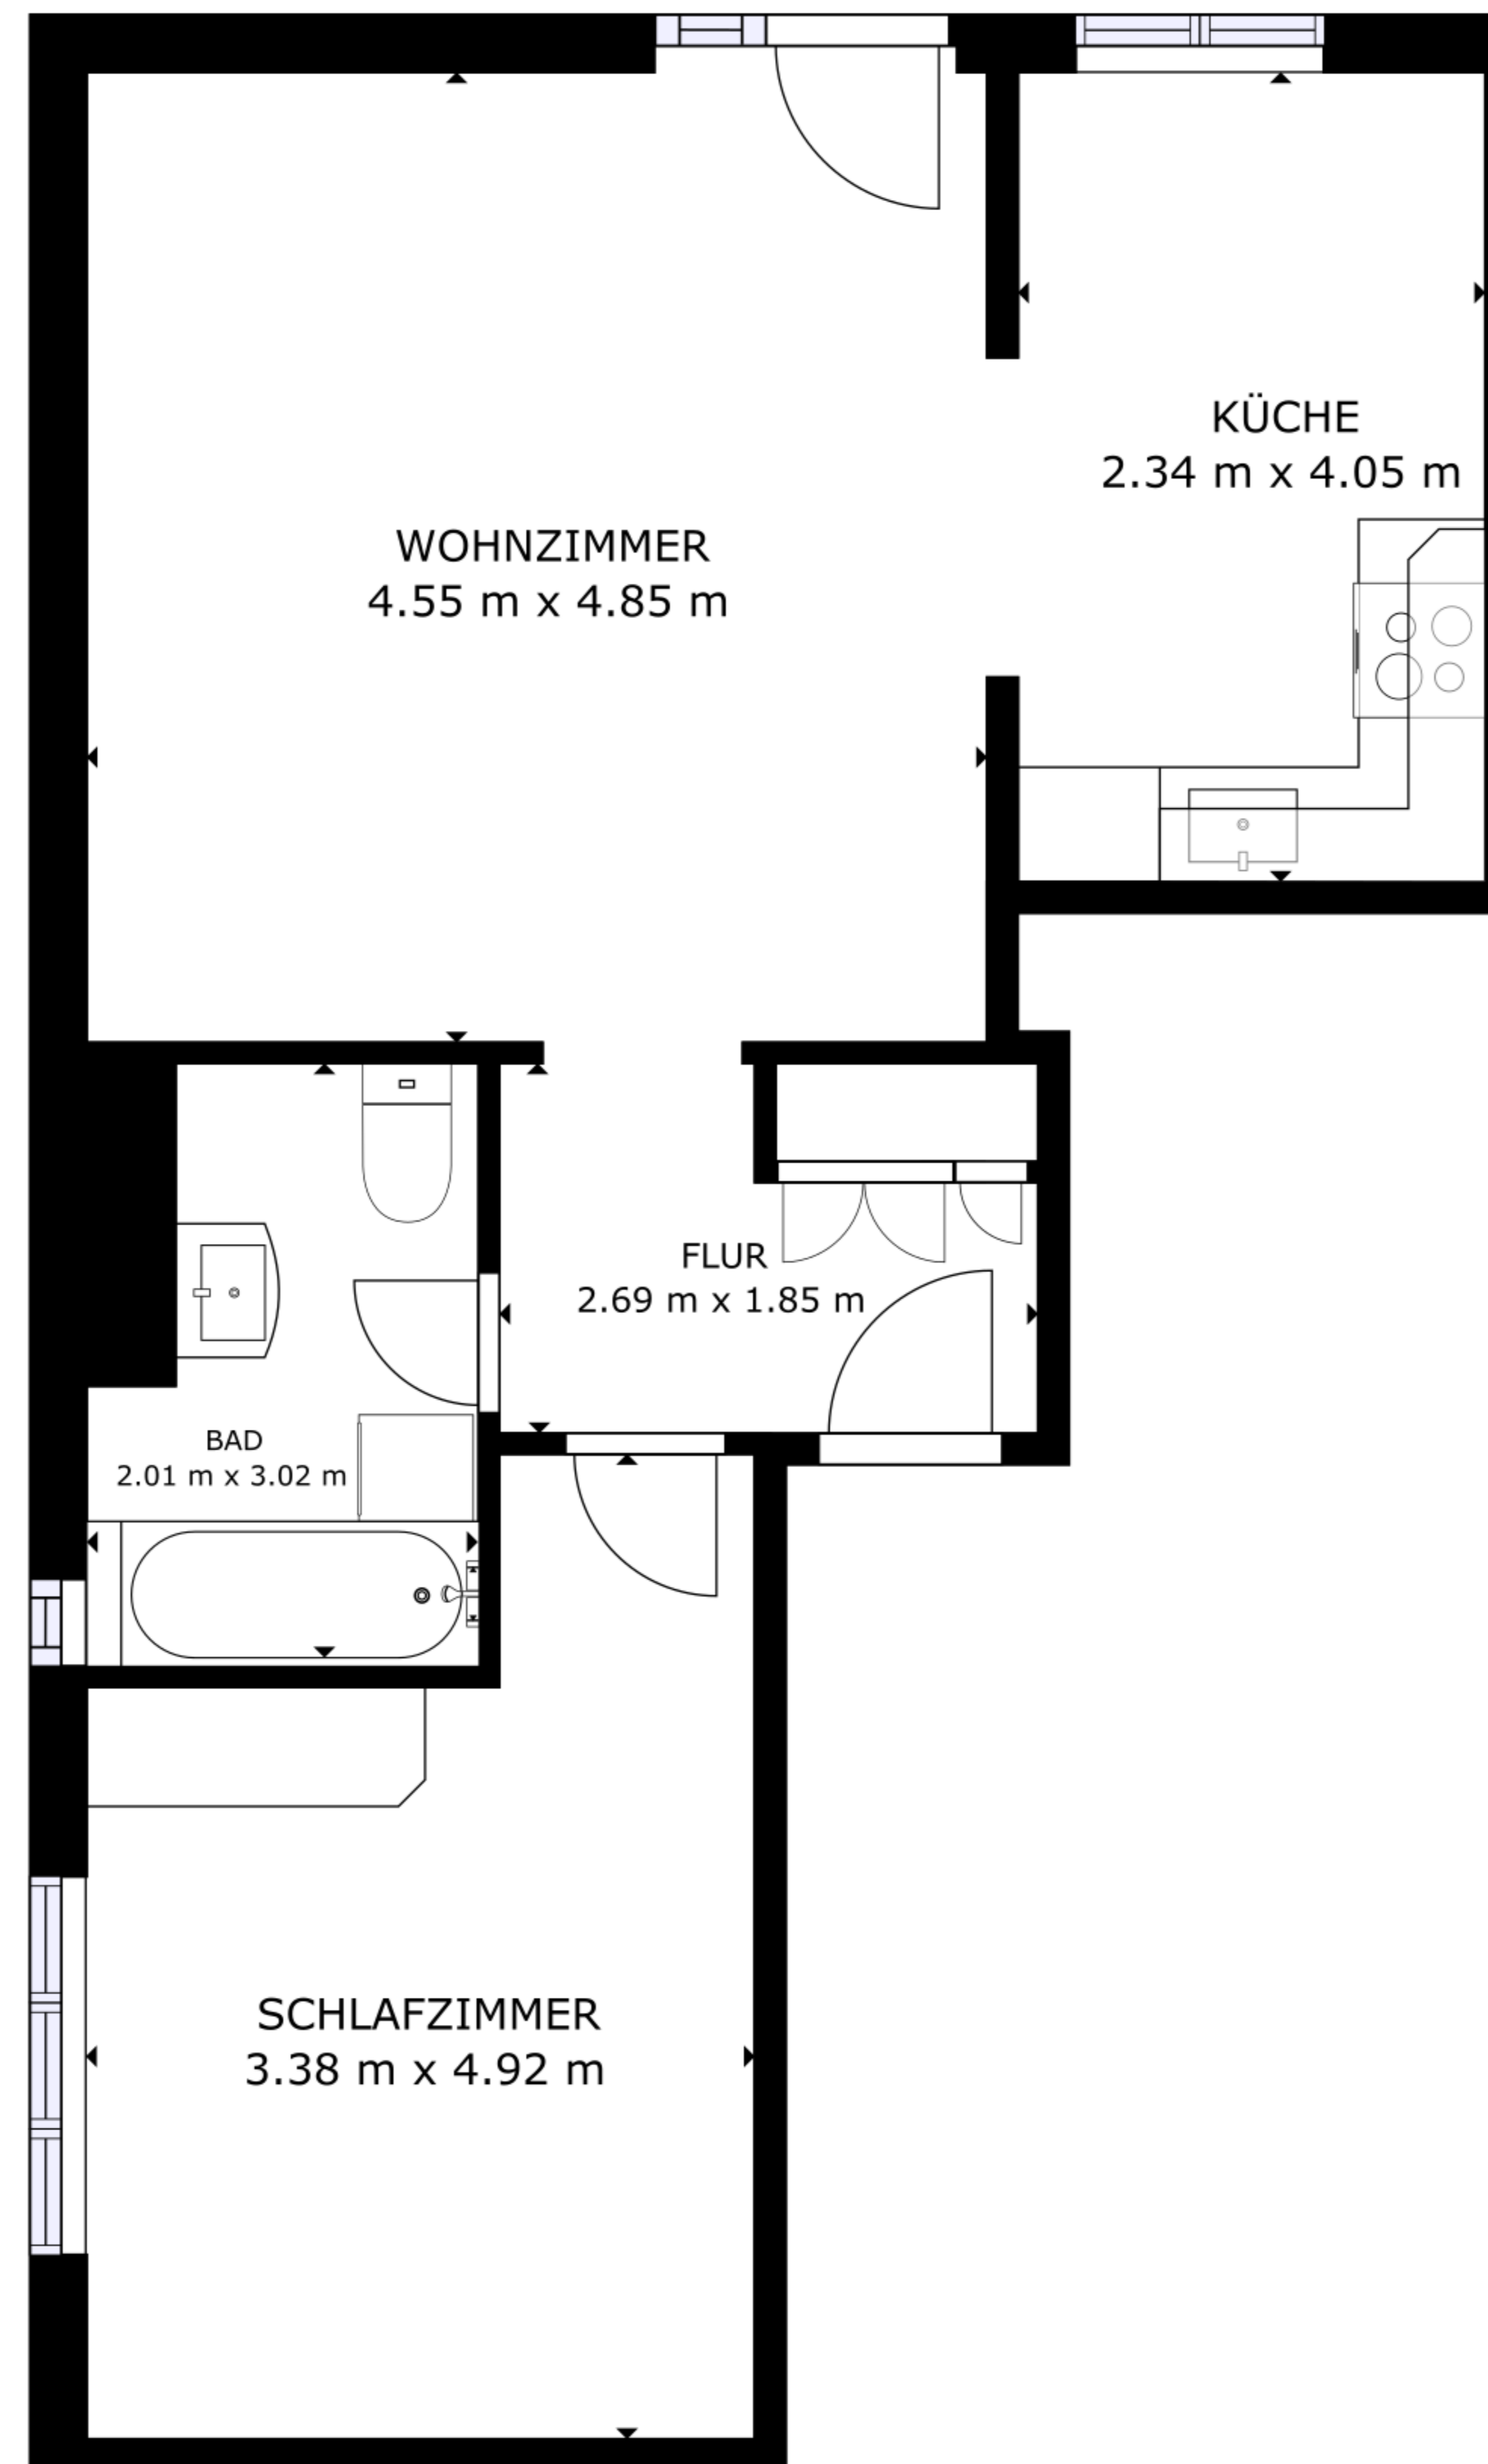 KÜCHE
2.34 m x 4.05 m
WOHNZIMMER
4.55 m x 4.85 m
FLUR
2.69 m x 1.85 m
BAD
2.01 m x 3.02 m
SCHLAFZIMMER
3.38 m x 4.92 m